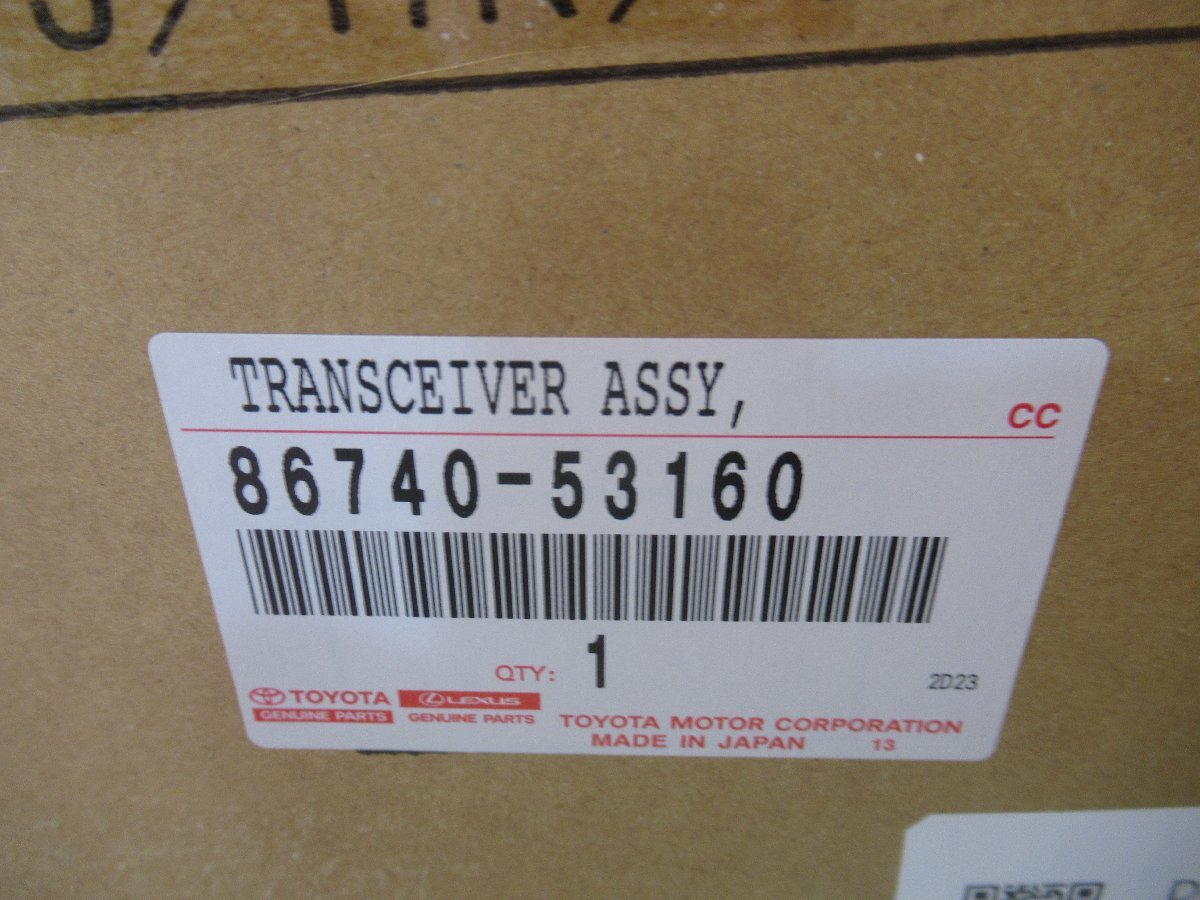 TRANSCEIVER ASSY,
CC
86740-53160
QTY: 1
2D23
TOYOTA
GENUINE PARTS
LEXUS
GENUINE PARTS
TOYOTA MOTOR CORPORATION
MADE IN JAPAN 13